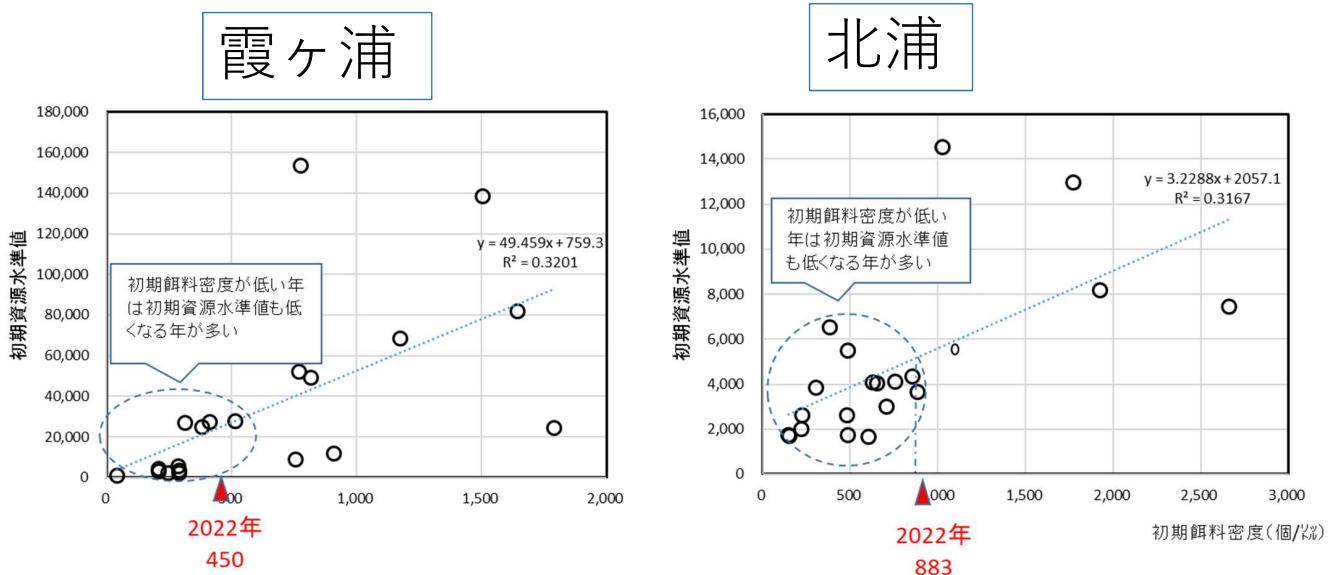 霞ヶ浦
180,000
160,000
140,000
120,000
100,000
80,000
60,000
40,000
20,000
0
初期資源水準値
y = 49.459x + 759.3
R² = 0.3201
初期餌料密度が低い年
は初期資源水準値も低
くなる年が多い
0
500
1,000
1,500
2,000
2022年
450
北浦
16,000
14,000
12,000
10,000
8,000
6,000
4,000
2,000
0
初期資源水準値
y = 3.2288x + 2057.1
R² = 0.3167
初期餌料密度が低い
年は初期資源水準値
も低くなる年が多い
0
500
1,000
1,500
2,000
2,500
3,000
2022年
883
初期餌料密度(個/㍑)